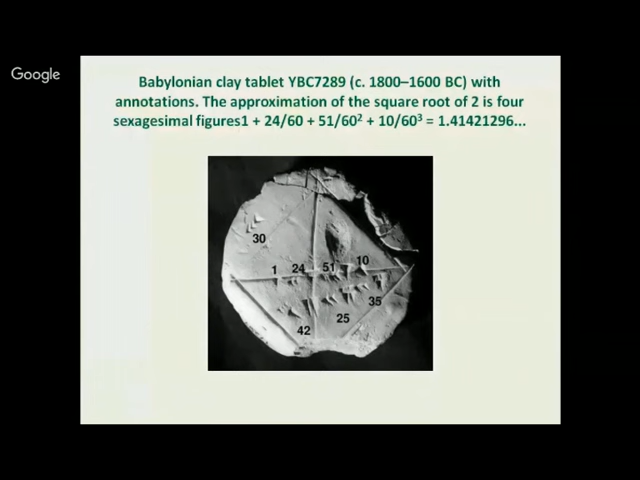 Google
Babylonian clay tablet YBC7289 (c. 1800–1600 BC) with
annotations. The approximation of the square root of 2 is four
sexagesimal figures1 + 24/60 + 51/60² + 10/60³ = 1.41421296...
30
1 24 51 10
35
25
42